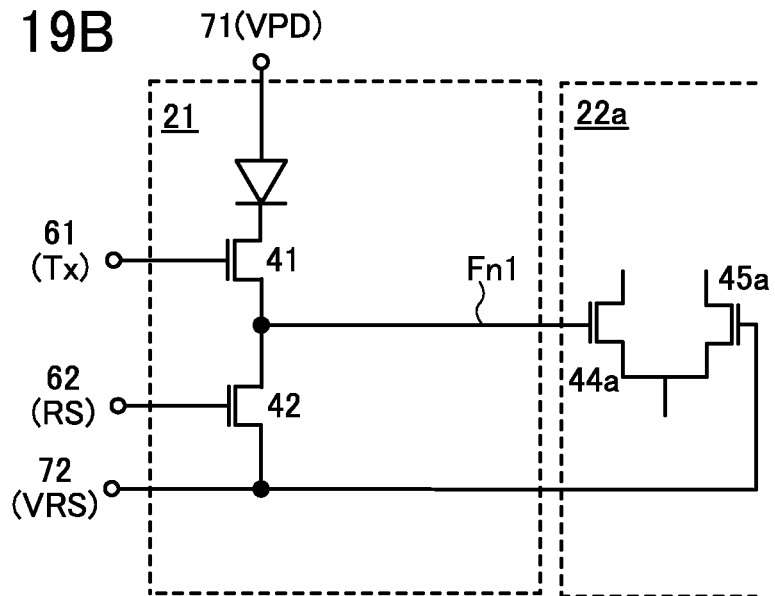 19B
71(VPD)
21
22a
61
(Tx)
41
Fn1
45a
62
(RS)
42
44a
72
(VRS)